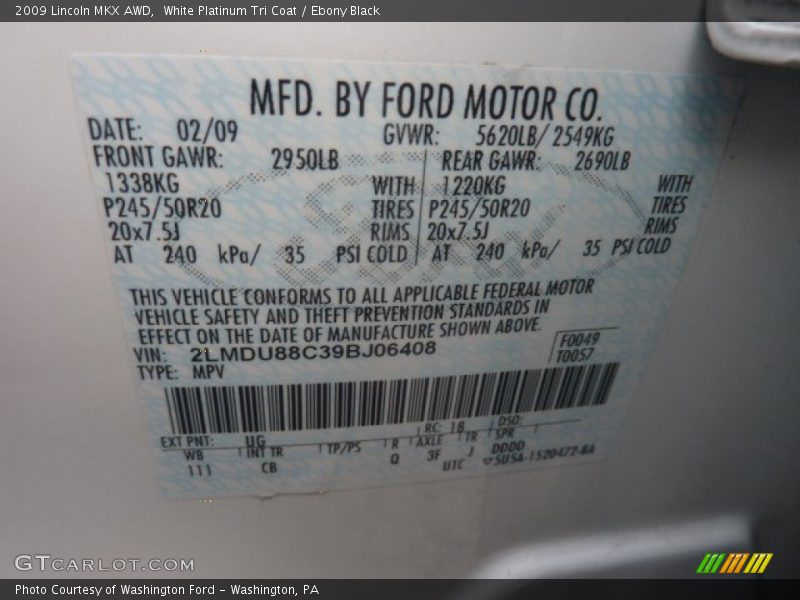 2009 Lincoln MKX AWD,  White Platinum Tri Coat / Ebony Black
MFD. BY FORD MOTOR CO.
DATE: 02/09 GVWR: 5620LB/ 2549KG
FRONT GAWR: 2950LB REAR GAWR: 2690LB
1338KG WITH 1220KG WITH
P245/50R20 TIRES P245/50R20 TIRES
20x7.5J RIMS 20x7.5J RIMS
AT 240 kPa/ 35 PSI COLD AT 240 kPa/ 35 PSI COLD
THIS VEHICLE CONFORMS TO ALL APPLICABLE FEDERAL MOTOR
VEHICLE SAFETY AND THEFT PREVENTION STANDARDS IN
EFFECT ON THE DATE OF MANUFACTURE SHOWN ABOVE.
VIN: 2LMDU88C39BJ06408 F0049
TYPE: MPV T0057
EXT PNT: UG RC: 18 DSO:
WB INT TR TP/PS R AXLE TR SPR
111 CB Q 3F J DDDD
UTC
GTCARLOT.COM
Photo Courtesy of Washington Ford - Washington, PA